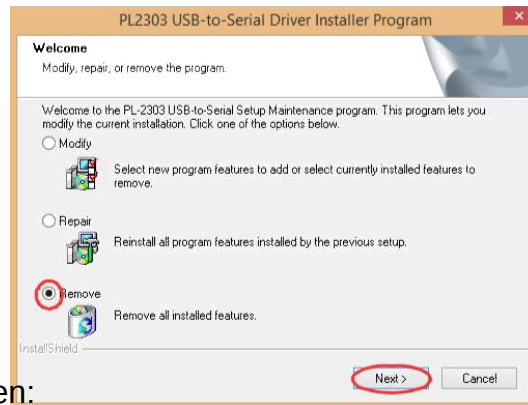 PL2303 USB-to-Serial Driver Installer Program
Welcome
Modify, repair, or remove the program.
Welcome to the PL-2303 USB-to-Serial Setup Maintenance program. This program lets you
modify the current installation. Click one of the options below.
Modify
Select new program features to add or select currently installed features to
remove.
Repair
Reinstall all program features installed by the previous setup.
Remove
Remove all installed features.
InstallShield
Next >
Cancel
en: